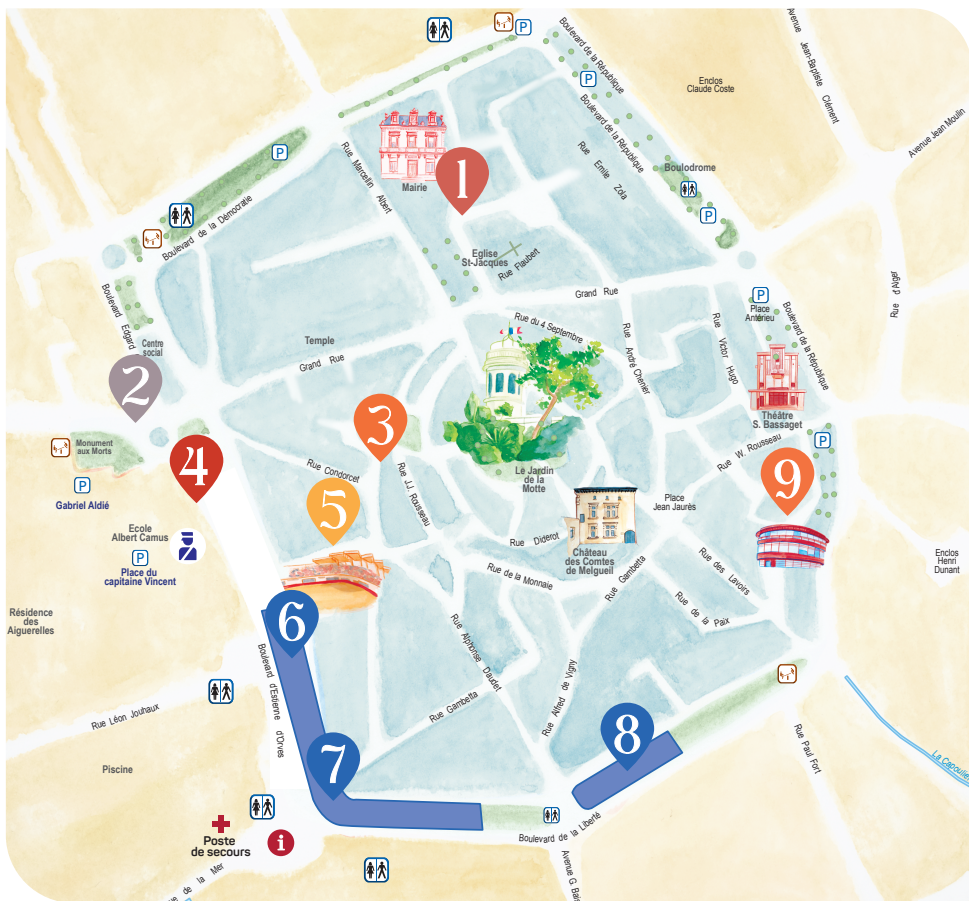 P
Boulevard de la République
P
Enclos
Claude Coste
Avenue Jean-Baptiste Clément
Avenue Jean Moulin
Boulevard de la République
Rue Emile Zola
Boulodrome
P
P
Rue Marcellin Albert
Mairie
1
Boulevard de la Démocratie
Eglise
St-Jacques
Rue Flaubert
Grand Rue
Rue d'Alger
Boulevard Edgard
Centre
social
Temple
Grand Rue
Rue du 4 Septembre
Rue André Chenier
Rue Victor Hugo
P
Place
Antérieu
Boulevard de la République
Théâtre
S. Bassaget
2
3
4
Monument
aux Morts
P
Gabriel Aldié
Rue Condorcet
Rue J.J. Rousseau
5
Le Jardin
de la
Motte
Rue W. Rousseau
P
9
Place
Jean Jaurès
Ecole
Albert Camus
P
Place du
capitaine Vincent
Rue Diderot
Château
des Comtes
de Melgueil
Rue de la Monnaie
Rue Gambetta
Rue des Lavoirs
Rue de la Paix
Enclos
Henri
Dunant
Résidence
des
Aiguerelles
6
Boulevard d'Estienne d'Orves
Rue Alphonse Daudet
Rue Gambetta
Rue Alfred de Vigny
Rue Léon Jouhaux
Piscine
7
8
Rue Paul Fort
La Capoulière
Poste
de secours
i
Boulevard de la Liberté
Avenue G. Bais
ue de la Mer